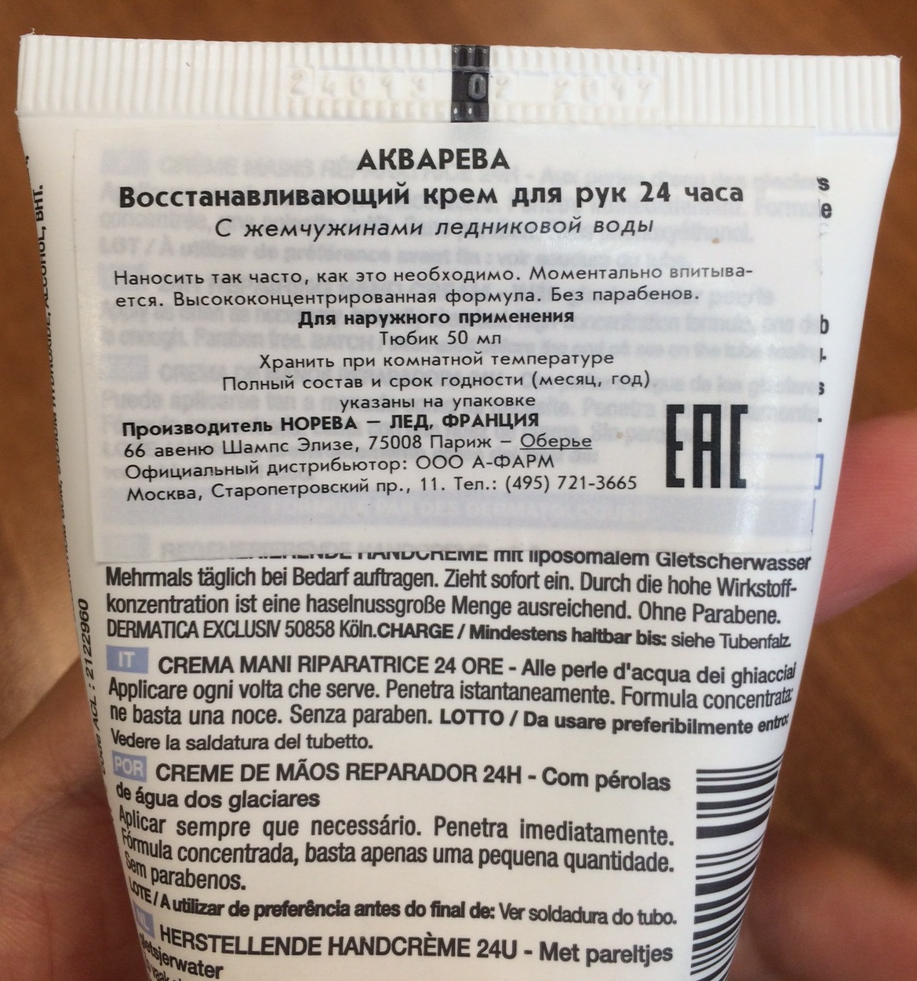 АКВАРЕВА
Восстанавливающий крем для рук 24 часа
С жемчужинами ледниковой воды
Наносить так часто, как это необходимо. Моментально впитыва-
ется. Высококонцентрированная формула. Без парабенов.
Для наружного применения
Тюбик 50 мл
Хранить при комнатной температуре
Полный состав и срок годности (месяц, год)
указаны на упаковке
Производитель НОРЕВА – ЛЕД, ФРАНЦИЯ
66 авеню Шампс Элизе, 75008 Париж – Оберье
Официальный дистрибьютор: ООО А-ФАРМ
Москва, Старопетровский пр., 11. Тел.: (495) 721-3665
EAC
HANDCREME mit liposomalem Gletscherwasser
Mehrmals täglich bei Bedarf auftragen. Zieht sofort ein. Durch die hohe Wirkstoff-
konzentration ist eine haselnussgroße Menge ausreichend. Ohne Parabene.
DERMATICA EXCLUSIV 50858 Köln.CHARGE / Mindestens haltbar bis: siehe Tubenfalz.
IT CREMA MANI RIPARATRICE 24 ORE - Alle perle d'acqua dei ghiacciai
Applicare ogni volta che serve. Penetra istantaneamente. Formula concentrata:
ne basta una noce. Senza paraben. LOTTO / Da usare preferibilmente entro:
Vedere la saldatura del tubetto.
POR CREME DE MÃOS REPARADOR 24H - Com pérolas
de água dos glaciares
Aplicar sempre que necessário. Penetra imediatamente.
Fórmula concentrada, basta apenas uma pequena quantidade.
Sem parabenos.
LOTE / A utilizar de preferência antes do final de: Ver soldadura do tubo.
NL HERSTELLENDE HANDCRÈME 24U - Met pareltjes
ALCOHOL, BHT.
CODE ACL : 2122960